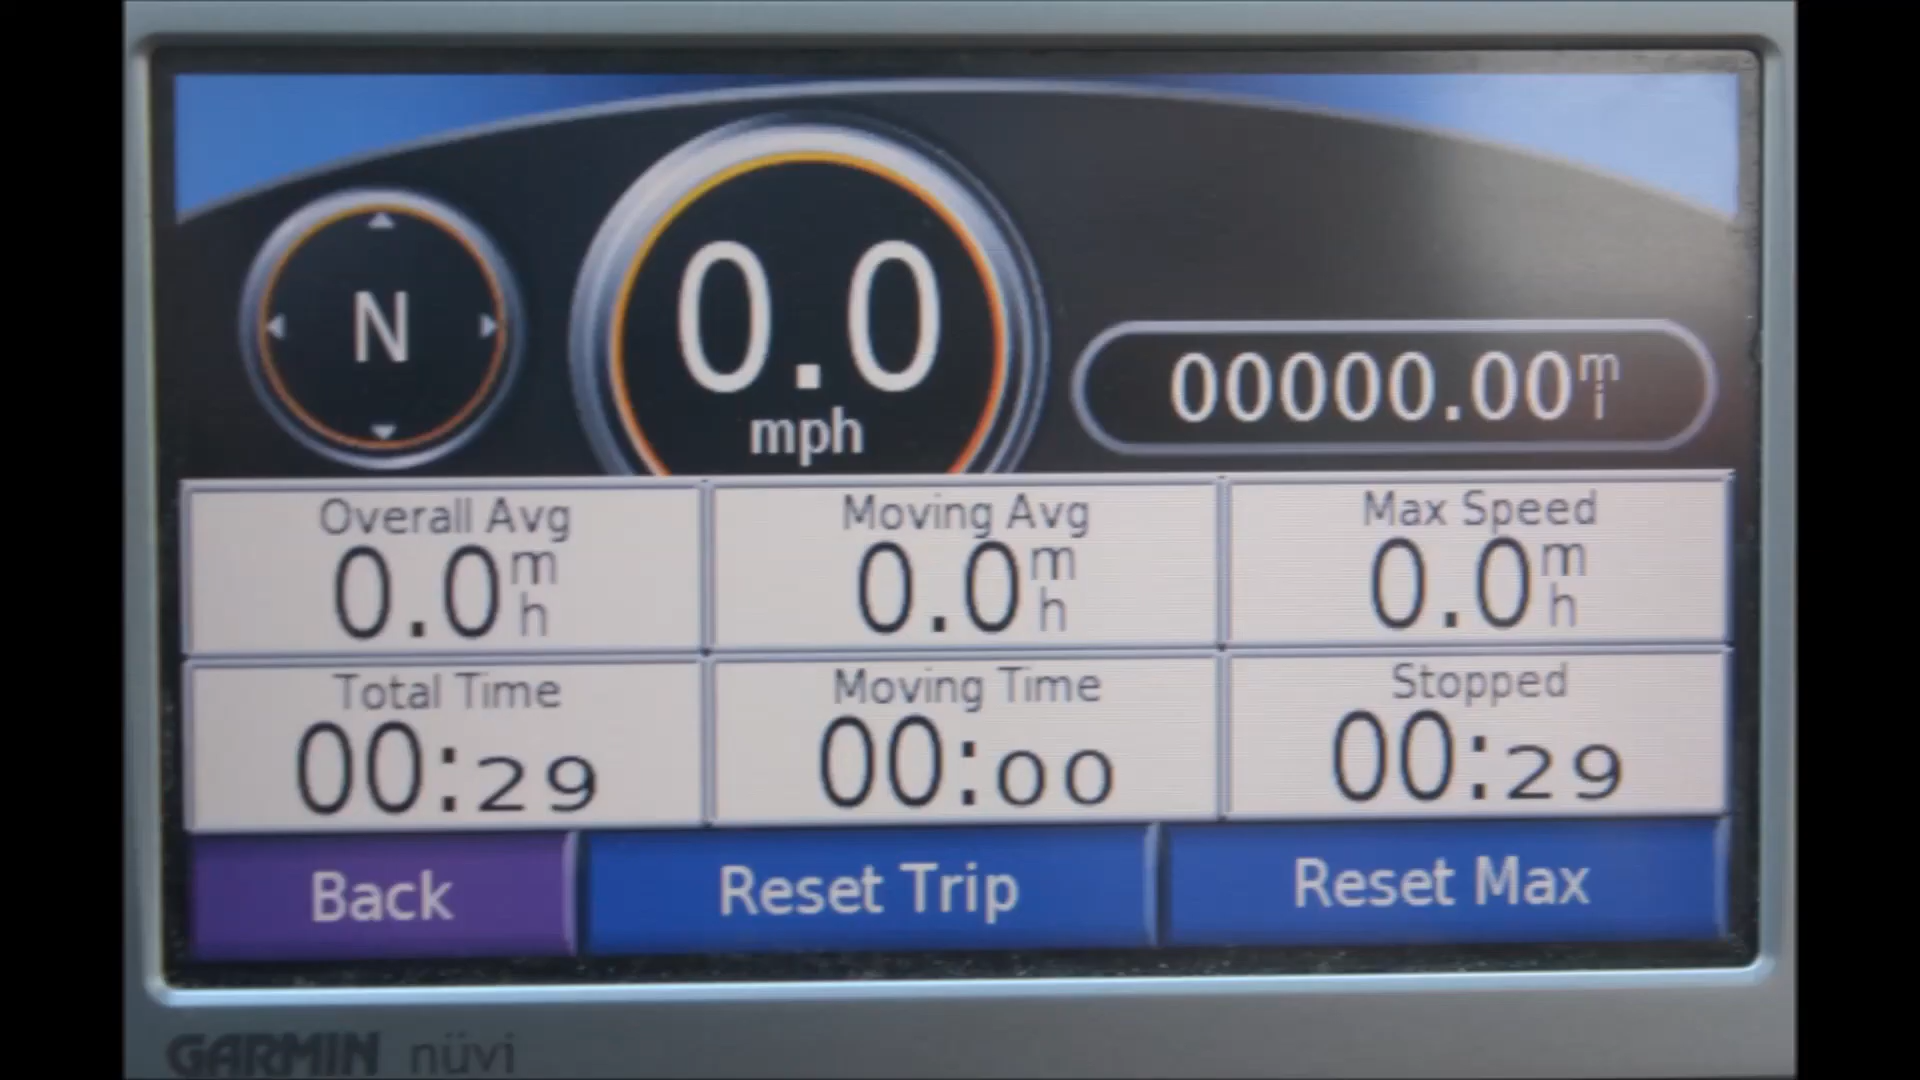 N
0.0
mph
00000.00mi
Overall Avg
0.0mh
Moving Avg
0.0mh
Max Speed
0.0mh
Total Time
00:29
Moving Time
00:00
Stopped
00:29
Back
Reset Trip
Reset Max
GARMIN nüvi